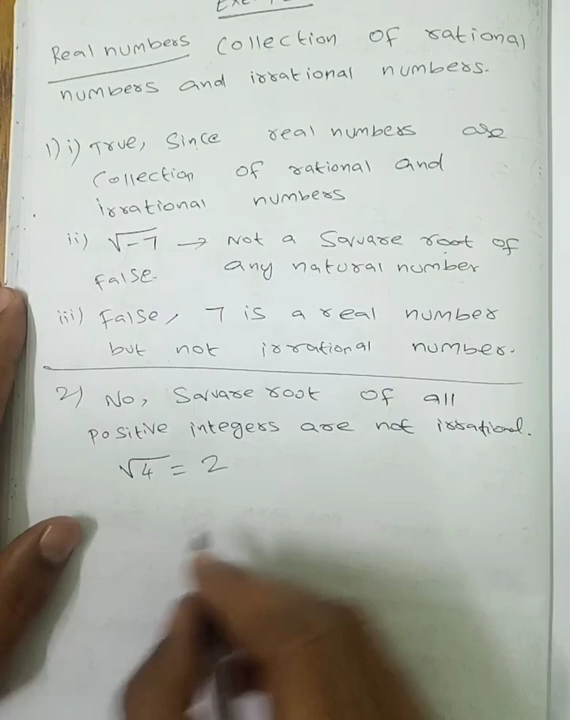 Real numbers Collection of rational
numbers and irrational numbers.
1) i) True, Since real numbers are
Collection of rational and
irrational numbers
ii) √-7 → Not a Square root of
False. any natural number
iii) False, 7 is a real number
but not irrational number.
2) No, Square root of all
positive integers are not irrational.
√4 = 2